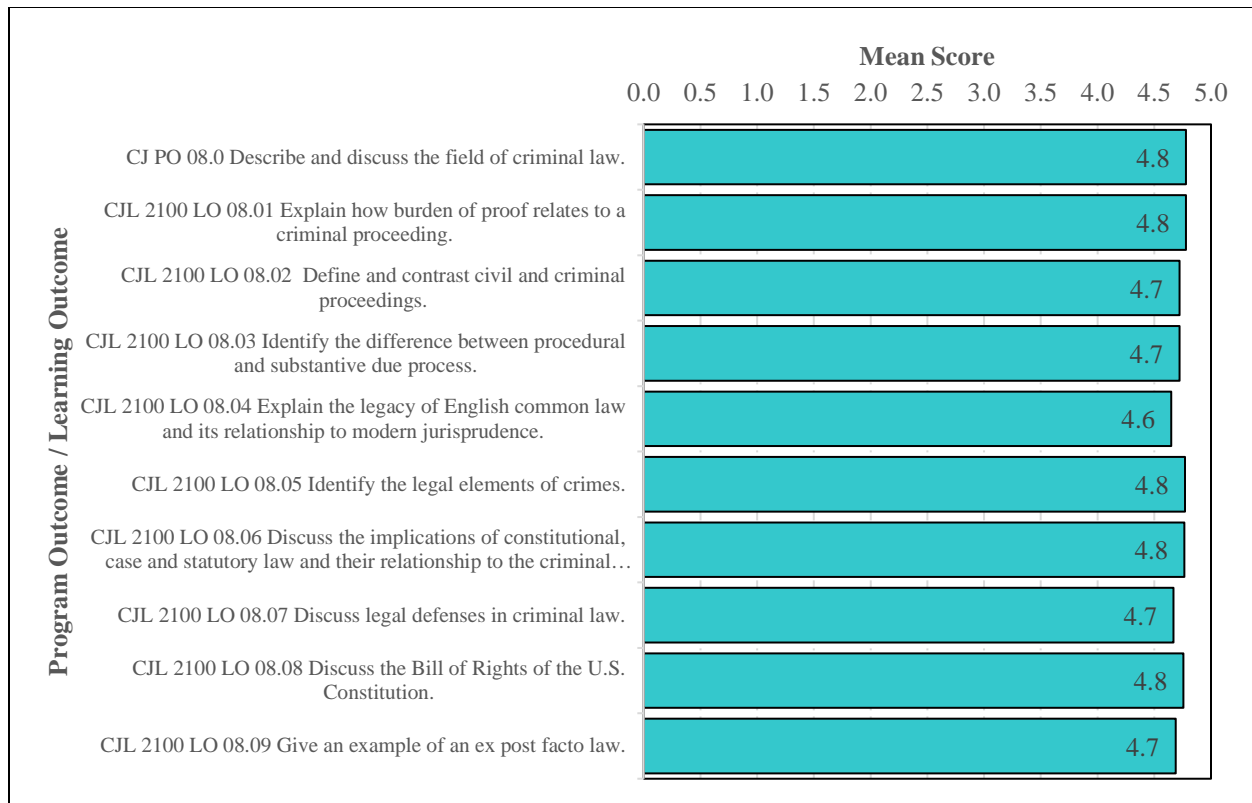 Mean Score
0.0 0.5 1.0 1.5 2.0 2.5 3.0 3.5 4.0 4.5 5.0
Program Outcome / Learning Outcome
CJ PO 08.0 Describe and discuss the field of criminal law.
4.8
CJL 2100 LO 08.01 Explain how burden of proof relates to a
criminal proceeding.
4.8
CJL 2100 LO 08.02  Define and contrast civil and criminal
proceedings.
4.7
CJL 2100 LO 08.03 Identify the difference between procedural
and substantive due process.
4.7
CJL 2100 LO 08.04 Explain the legacy of English common law
and its relationship to modern jurisprudence.
4.6
CJL 2100 LO 08.05 Identify the legal elements of crimes.
4.8
CJL 2100 LO 08.06 Discuss the implications of constitutional,
case and statutory law and their relationship to the criminal…
4.8
CJL 2100 LO 08.07 Discuss legal defenses in criminal law.
4.7
CJL 2100 LO 08.08 Discuss the Bill of Rights of the U.S.
Constitution.
4.8
CJL 2100 LO 08.09 Give an example of an ex post facto law.
4.7